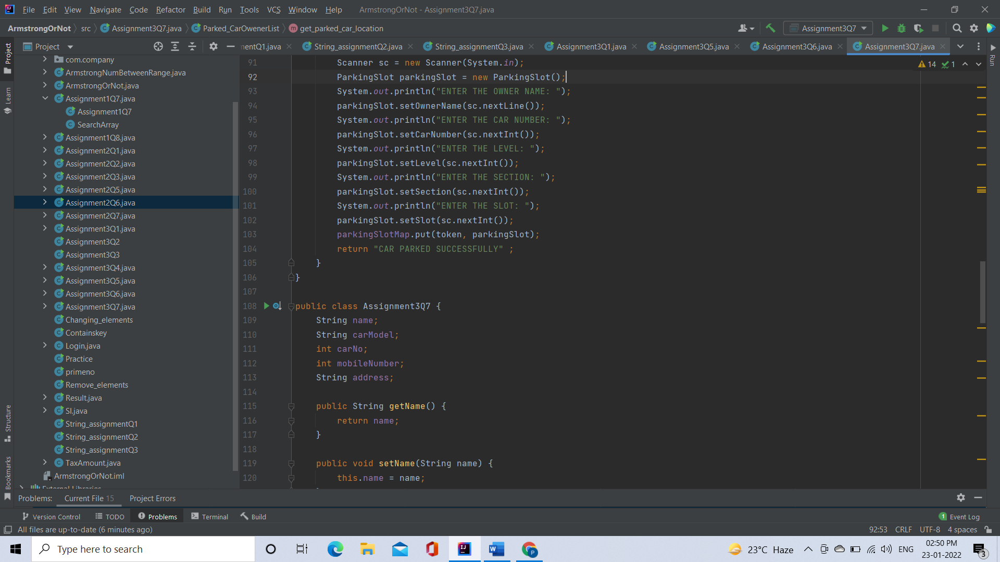 File Edit View Navigate Code Refactor Build Run Tools VCS Window Help ArmstrongOrNot - Assignment3Q7.java
ArmstrongOrNot src Assignment3Q7.java Parked_CarOwenerList get_parked_car_location Assignment3Q7
Project mentQ1.java String_assignmentQ2.java String_assignmentQ3.java Assignment3Q1.java Assignment3Q5.java Assignment3Q6.java Assignment3Q7.java
Project
Learn
Structure
Bookmarks
Run
com.company
ArmstrongNumBetweenRange.java
ArmstrongOrNot.java
Assignment1Q7.java
Assignment1Q7
SearchArray
Assignment1Q8.java
Assignment2Q1.java
Assignment2Q2.java
Assignment2Q3.java
Assignment2Q5.java
Assignment2Q6.java
Assignment2Q7.java
Assignment3Q1.java
Assignment3Q2
Assignment3Q3
Assignment3Q4.java
Assignment3Q5.java
Assignment3Q6.java
Assignment3Q7.java
Changing_elements
Containskey
Login.java
Practice
primeno
Remove_elements
Result.java
SI.java
String_assignmentQ1
String_assignmentQ2
String_assignmentQ3
TaxAmount.java
ArmstrongOrNot.iml
External Libraries
14 1
91 Scanner sc = new Scanner(System.in);
92 ParkingSlot parkingSlot = new ParkingSlot();
93 System.out.println("ENTER THE OWNER NAME: ");
94 parkingSlot.setOwnerName(sc.nextLine());
95 System.out.println("ENTER THE CAR NUMBER: ");
96 parkingSlot.setCarNumber(sc.nextInt());
97 System.out.println("ENTER THE LEVEL: ");
98 parkingSlot.setLevel(sc.nextInt());
99 System.out.println("ENTER THE SECTION: ");
100 parkingSlot.setSection(sc.nextInt());
101 System.out.println("ENTER THE SLOT: ");
102 parkingSlot.setSlot(sc.nextInt());
103 parkingSlotMap.put(token, parkingSlot);
104 return "CAR PARKED SUCCESSFULLY" ;
105 }
106 }
107
108 public class Assignment3Q7 {
109 String name;
110 String carModel;
111 int carNo;
112 int mobileNumber;
113 String address;
114
115 public String getName() {
116 return name;
117 }
118
119 public void setName(String name) {
120 this.name = name;
Problems: Current File 15 Project Errors
Version Control TODO Problems Terminal Build 1 Event Log
All files are up-to-date (6 minutes ago) 92:53 CRLF UTF-8 4 spaces
Type here to search 23°C Haze ENG 02:50 PM
23-01-2022 3